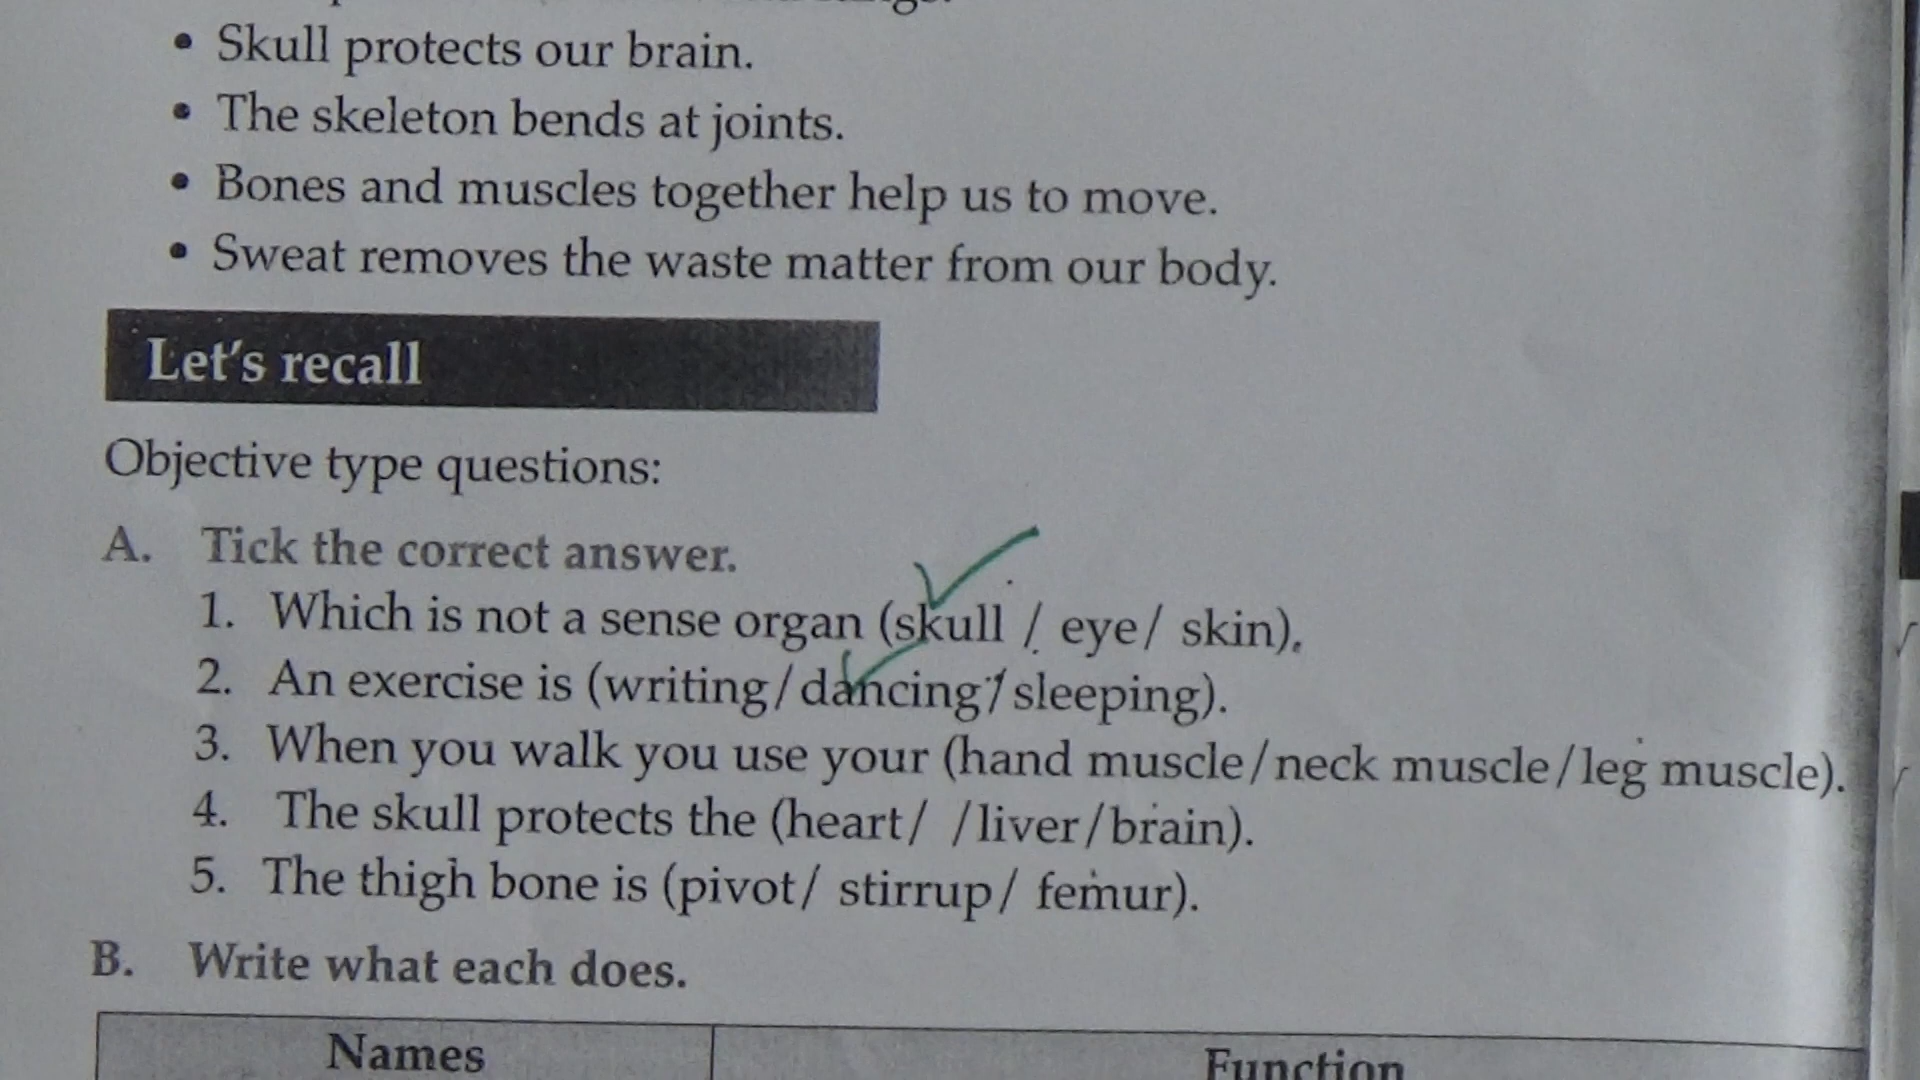 • Skull protects our brain.
• The skeleton bends at joints.
• Bones and muscles together help us to move.
• Sweat removes the waste matter from our body.
Let's recall
Objective type questions:
A. Tick the correct answer.
1. Which is not a sense organ (skull / eye/ skin).
2. An exercise is (writing/dancing/sleeping).
3. When you walk you use your (hand muscle/neck muscle/leg muscle).
4. The skull protects the (heart/ /liver/brain).
5. The thigh bone is (pivot/ stirrup/ femur).
B. Write what each does.
Names Function